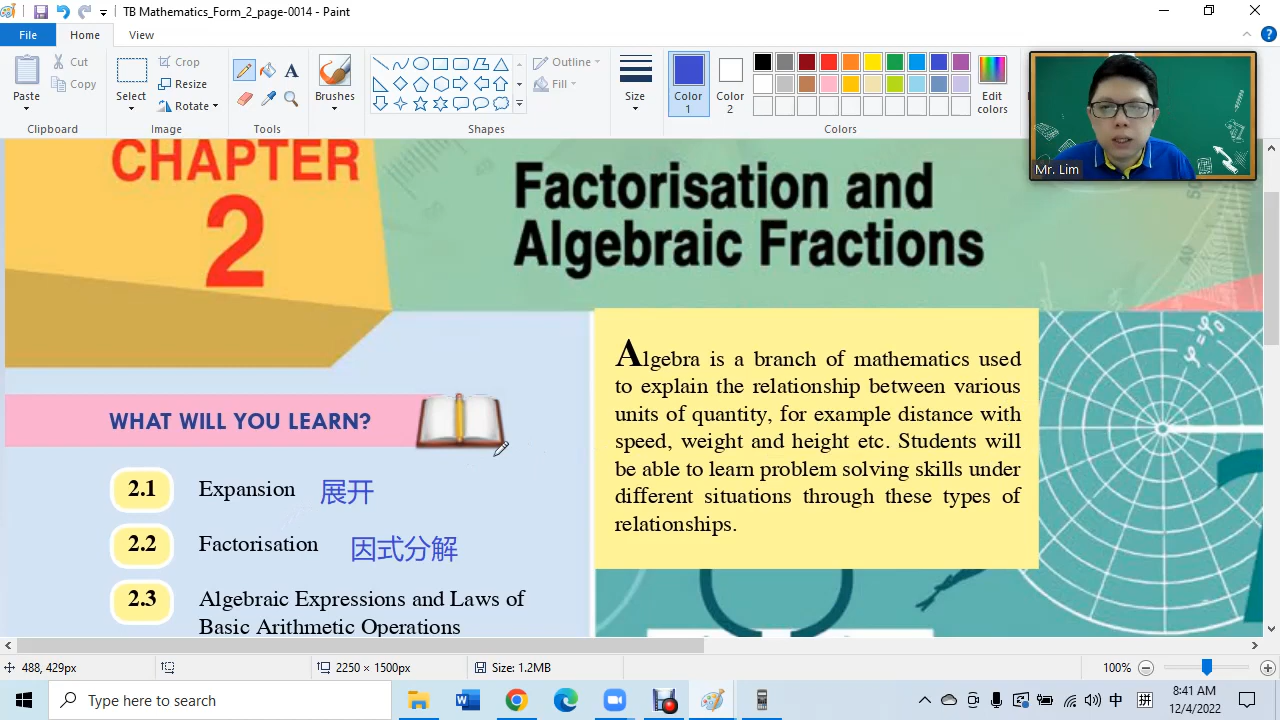 TB Mathematics_Form_2_page-0014 - Paint
File
Home
View
Paste
Cut
Copy
Clipboard
Select
Crop
Resize
Rotate
Image
Tools
Brushes
Shapes
Outline
Fill
Size
Color
1
Color
2
Edit
colors
Colors
Mr. Lim
CHAPTER
2
Factorisation and
Algebraic Fractions
WHAT WILL YOU LEARN?
2.1 Expansion 展开
2.2 Factorisation 因式分解
2.3 Algebraic Expressions and Laws of
Basic Arithmetic Operations
Algebra is a branch of mathematics used
to explain the relationship between various
units of quantity, for example distance with
speed, weight and height etc. Students will
be able to learn problem solving skills under
different situations through these types of
relationships.
488, 429px
2250 × 1500px
Size: 1.2MB
100%
Type here to search
中
拼
8:41 AM
12/4/2022